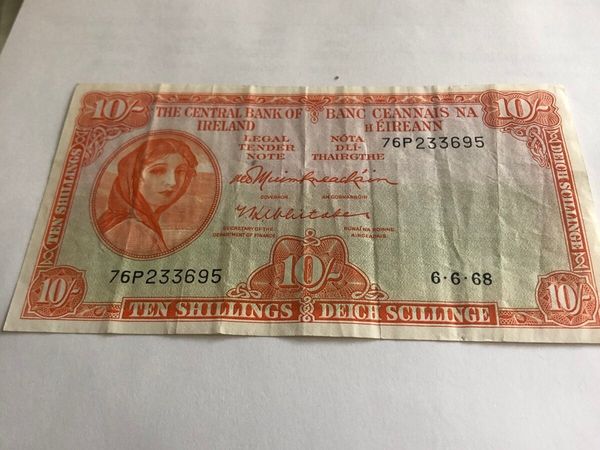 10/-
THE CENTRAL BANK OF
IRELAND
BANC CEANNAIS NA
H ÉIREANN
10/-
LEGAL
TENDER
NOTE
NÓTA
DLÍ-
THAIRGTHE
76P233695
GOVERNOR
AN GOBHARNÓIR
SECRETARY OF THE
DEPARTMENT OF FINANCE
RÚNAÍ NA ROINNE
AIRGEADAIS
TEN SHILLINGS
DEICH SCILLINGE
76P233695
6·6·68
10/-
10/-
10/-
TEN SHILLINGS
DEICH SCILLINGE